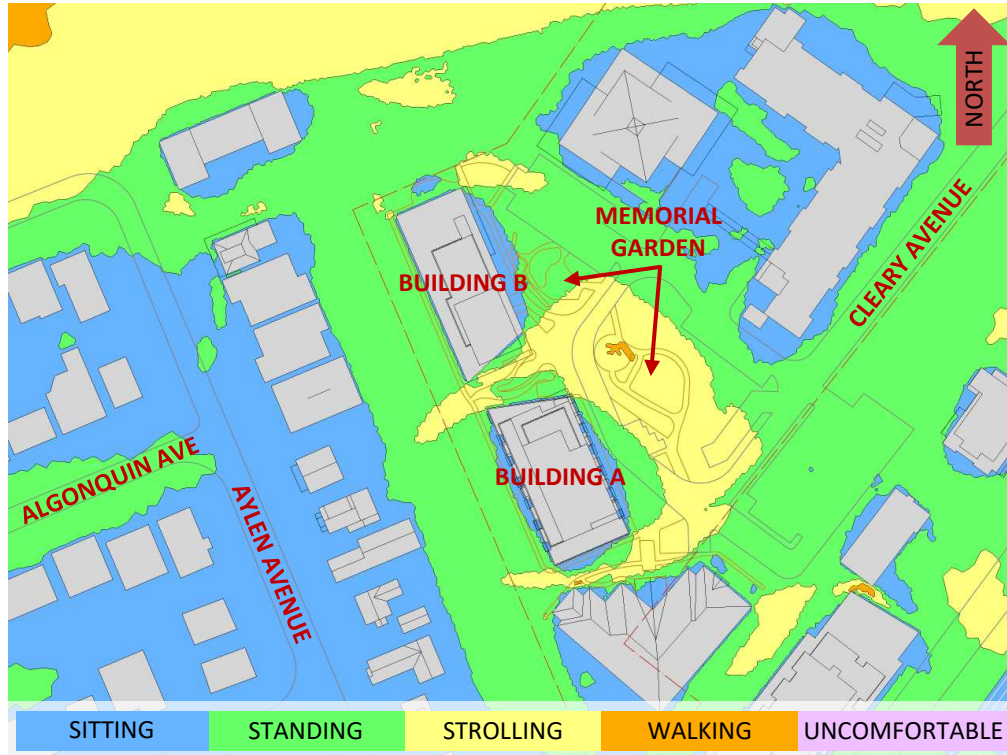 NORTH
MEMORIAL
GARDEN
CLEARY AVENUE
BUILDING B
BUILDING A
ALGONQUIN AVE
AYLEN AVENUE
SITTING
STANDING
STROLLING
WALKING
UNCOMFORTABLE